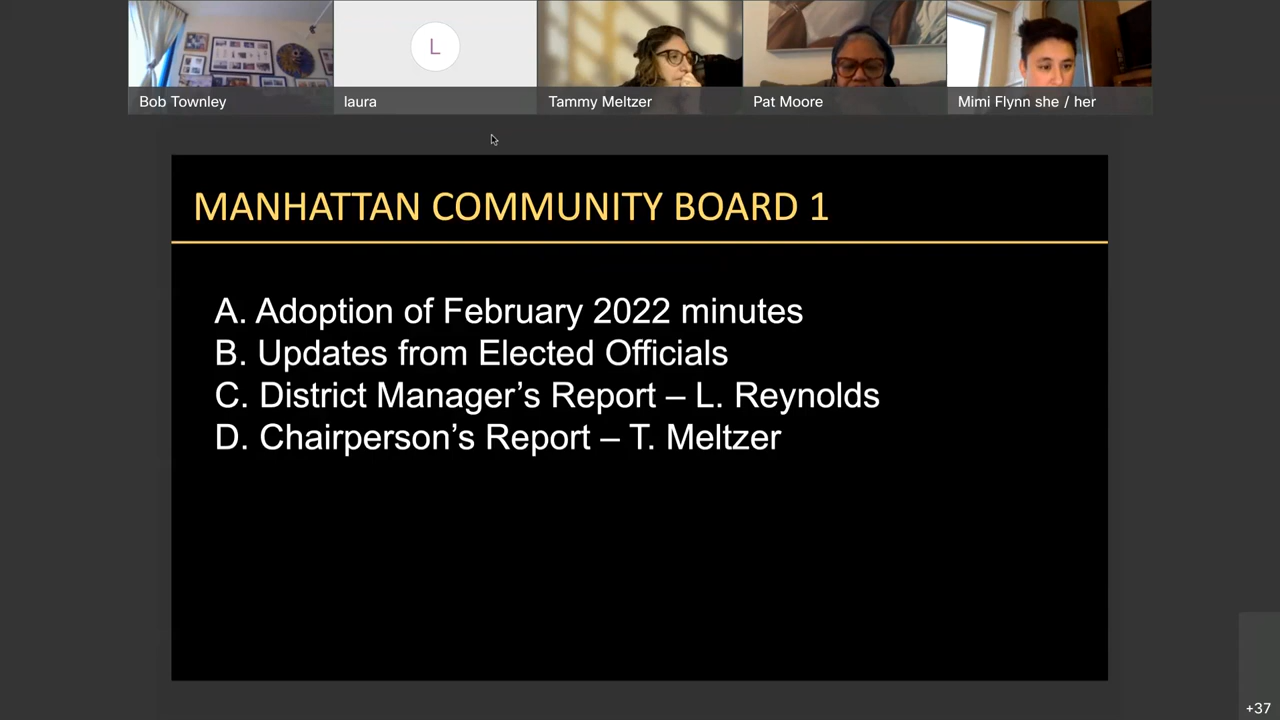 Bob Townley
L
laura
Tammy Meltzer
Pat Moore
Mimi Flynn she / her
MANHATTAN COMMUNITY BOARD 1
A. Adoption of February 2022 minutes
B. Updates from Elected Officials
C. District Manager’s Report – L. Reynolds
D. Chairperson’s Report – T. Meltzer
+37